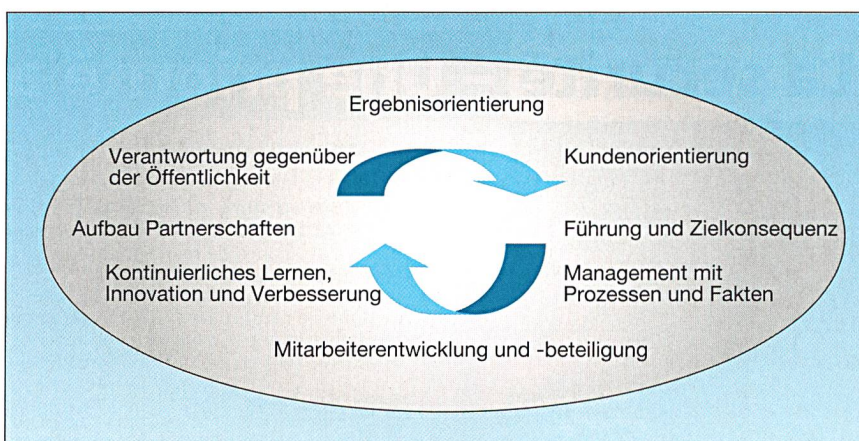 Ergebnisorientierung
Verantwortung gegenüber
der Öffentlichkeit
Kundenorientierung
Aufbau Partnerschaften
Führung und Zielkonsequenz
Kontinuierliches Lernen,
Innovation und Verbesserung
Management mit
Prozessen und Fakten
Mitarbeiterentwicklung und -beteiligung